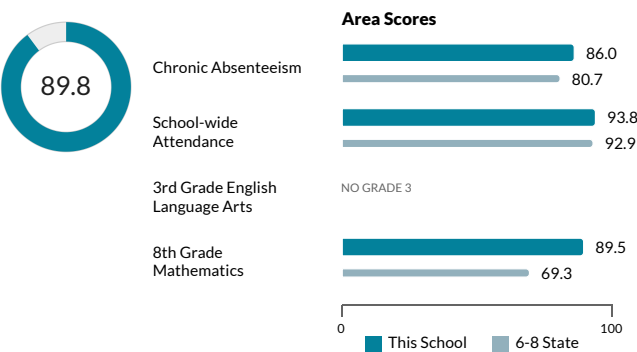 Area Scores
89.8
Chronic Absenteeism
86.0
80.7
School-wide
Attendance
93.8
92.9
3rd Grade English
Language Arts
NO GRADE 3
8th Grade
Mathematics
89.5
69.3
0 100
This School 6-8 State